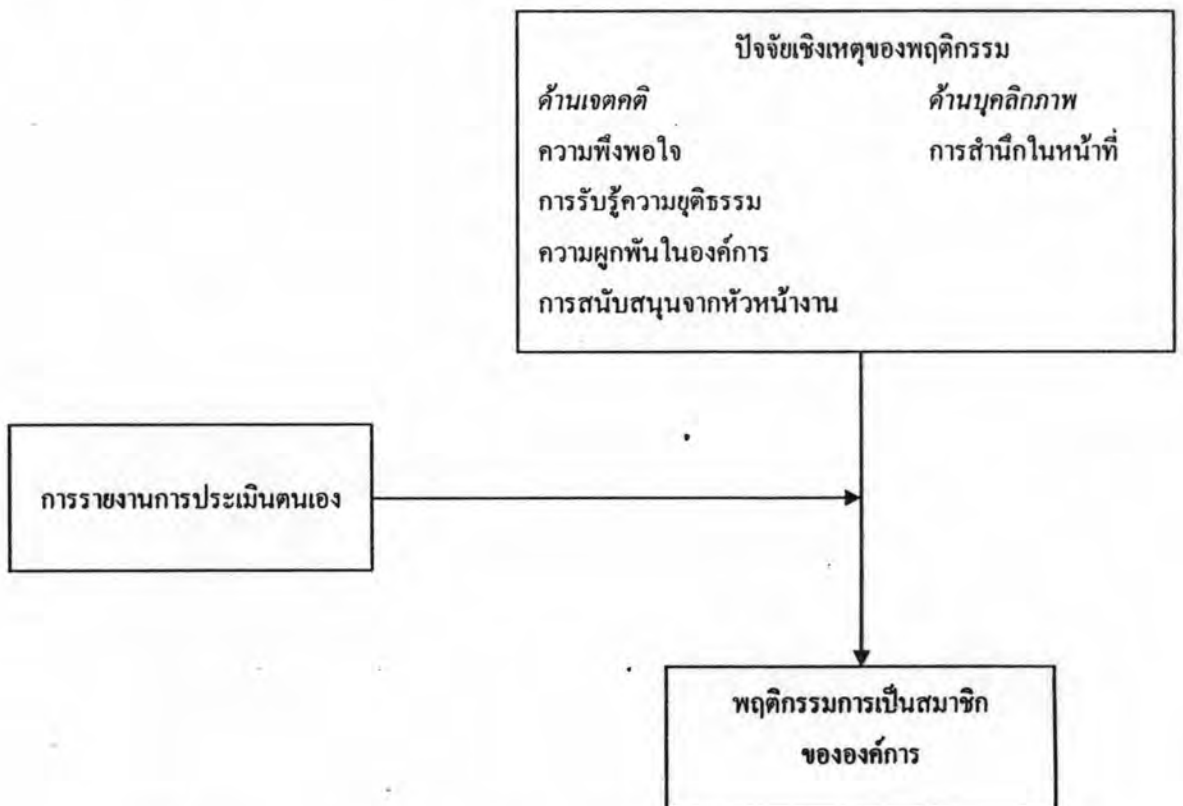 ปัจจัยเชิงเหตุของพฤติกรรม
ด้านเจตคติ ด้านบุคลิกภาพ
ความพึงพอใจ การสำนึกในหน้าที่
การรับรู้ความยุติธรรม
ความผูกพันในองค์การ
การสนับสนุนจากหัวหน้างาน
การรายงานการประเมินตนเอง
พฤติกรรมการเป็นสมาชิก
ขององค์การ